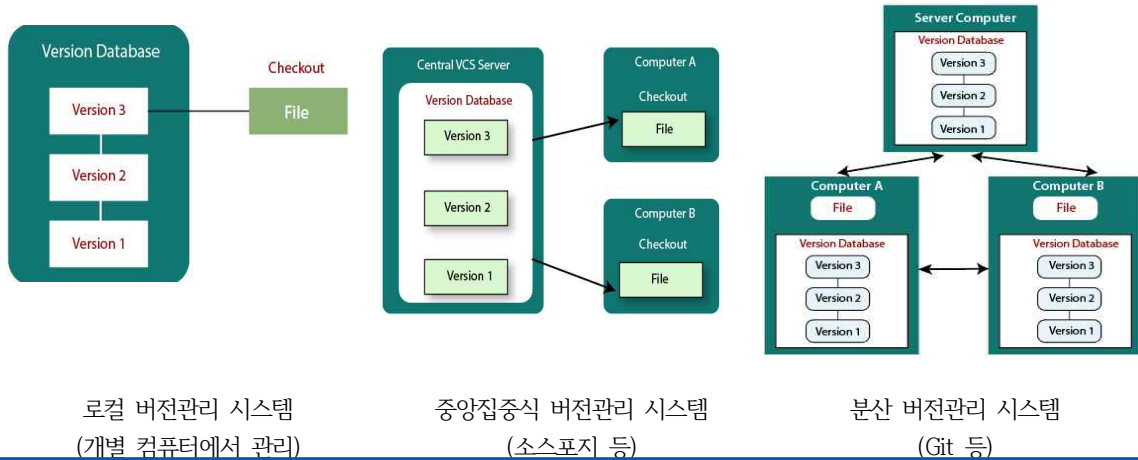 Version Database
Version 3
Version 2
Version 1
Checkout
File
로컬 버전관리 시스템
(개별 컴퓨터에서 관리)
Central VCS Server
Version Database
Version 3
Version 2
Version 1
Computer A
Checkout
File
Computer B
Checkout
File
중앙집중식 버전관리 시스템
(소스포지 등)
Server Computer
Version Database
Version 3
Version 2
Version 1
Computer A
File
Version Database
Version 3
Version 2
Version 1
Computer B
File
Version Database
Version 3
Version 2
Version 1
분산 버전관리 시스템
(Git 등)